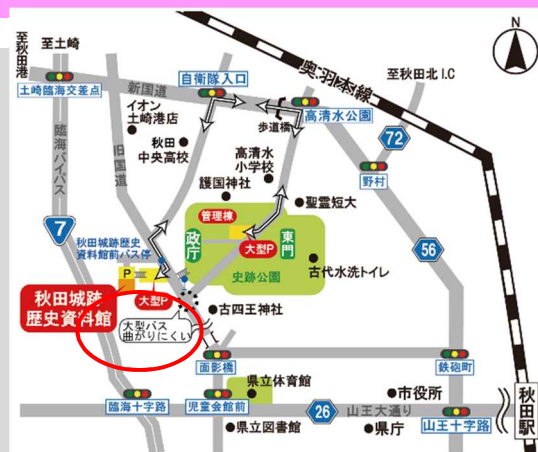 至秋田港
至土崎
N
自衛隊入口
奥羽本線
至秋田北I.C
土崎臨海交差点
新国道
高清水公園
イオン
土崎港店
歩道橋
臨海バイパス
旧国道
秋田
中央高校
高清水
小学校
72
野村
護国神社
聖霊短大
7
管理棟
秋田城跡歴史
資料館前バス停
政庁
大型P
東門
56
古代水洗トイレ
史跡公園
P
秋田城跡
歴史資料館
大型P
古四王神社
大型バス
曲がりにくい
面影橋
鉄砲町
県立体育館
市役所
秋田駅
臨海十字路
児童会館前
26
山王大通り
山王十字路
県立図書館
県庁